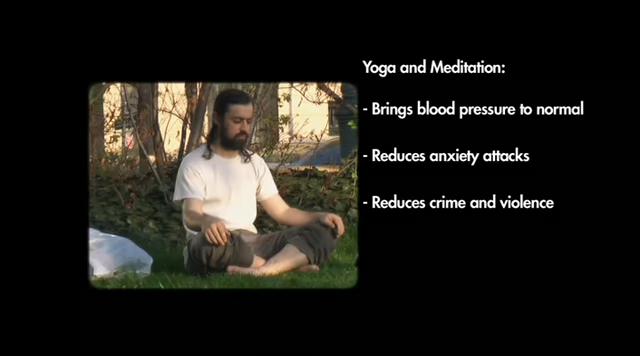 Yoga and Meditation:
- Brings blood pressure to normal
- Reduces anxiety attacks
- Reduces crime and violence